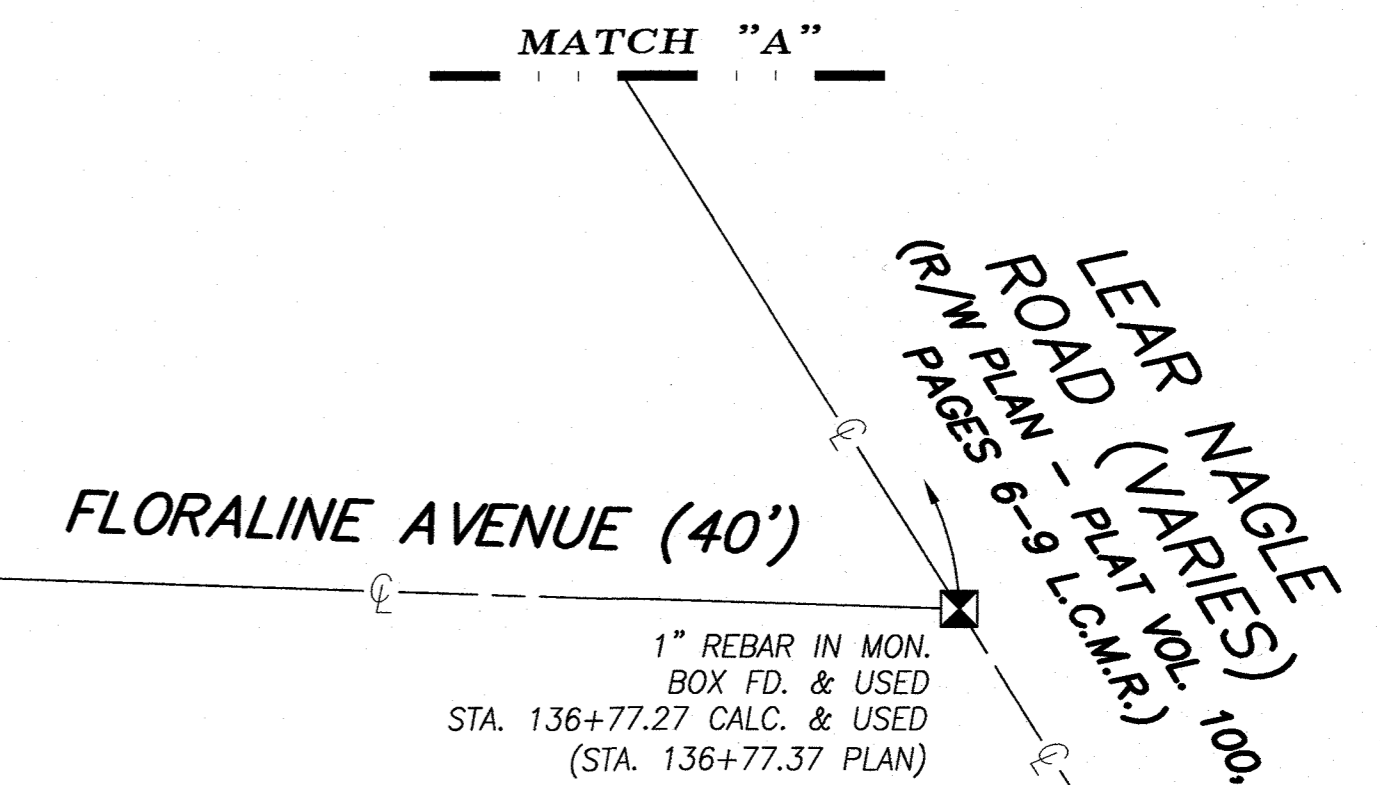 MATCH "A"
LEAR NAGLE
ROAD (VARIES)
(R/W PLAN - PLAT VOL. 100,
PAGES 6-9 L.C.M.R.)
℄
FLORALINE AVENUE (40')
℄
1" REBAR IN MON.
BOX FD. & USED
STA. 136+77.27 CALC. & USED
(STA. 136+77.37 PLAN)
℄